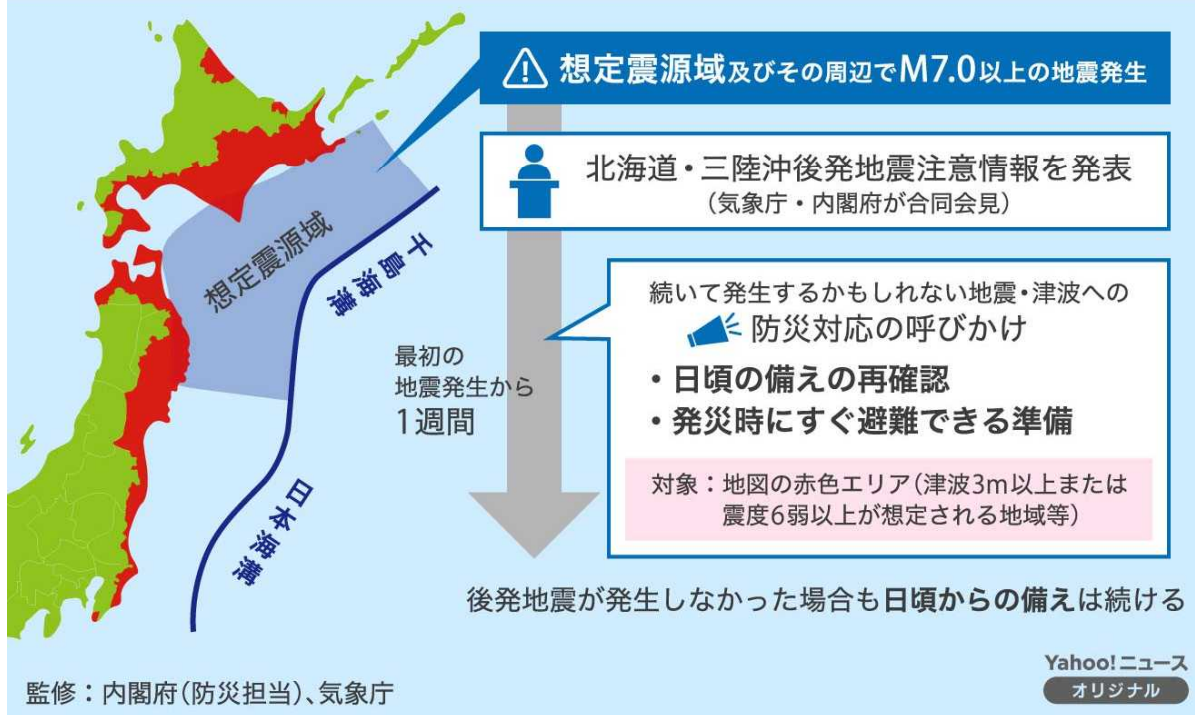 想定震源域及びその周辺でM7.0以上の地震発生
北海道・三陸沖後発地震注意情報を発表
(気象庁・内閣府が合同会見)
想定震源域
千島海溝
日本海溝
最初の
地震発生から
1週間
続いて発生するかもしれない地震・津波への
防災対応の呼びかけ
・日頃の備えの再確認
・発災時にすぐ避難できる準備
対象：地図の赤色エリア(津波3m以上または
震度6弱以上が想定される地域等)
後発地震が発生しなかった場合も日頃からの備えは続ける
監修：内閣府(防災担当)、気象庁
Yahoo!ニュース
オリジナル